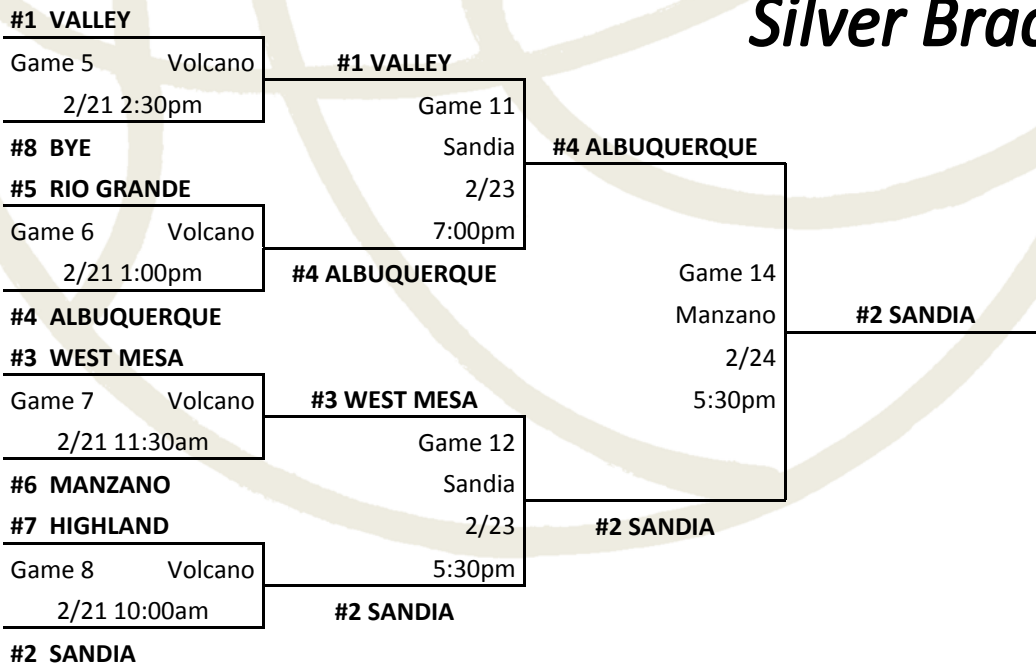 Silver Brac
#1 VALLEY
Game 5 Volcano
2/21 2:30pm
#8 BYE
#5 RIO GRANDE
Game 6 Volcano
2/21 1:00pm
#4 ALBUQUERQUE
#3 WEST MESA
Game 7 Volcano
2/21 11:30am
#6 MANZANO
#7 HIGHLAND
Game 8 Volcano
2/21 10:00am
#2 SANDIA
#1 VALLEY
Game 11
Sandia
2/23
7:00pm
#4 ALBUQUERQUE
#3 WEST MESA
Game 12
Sandia
2/23
5:30pm
#2 SANDIA
#4 ALBUQUERQUE
Game 14
Manzano
2/24
5:30pm
#2 SANDIA
#2 SANDIA